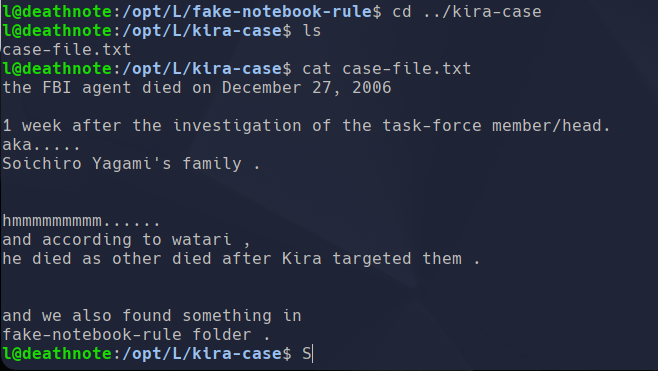 l@deathnote:/opt/L/fake-notebook-rule$ cd ../kira-case
l@deathnote:/opt/L/kira-case$ ls
case-file.txt
l@deathnote:/opt/L/kira-case$ cat case-file.txt
the FBI agent died on December 27, 2006
1 week after the investigation of the task-force member/head.
aka.....
Soichiro Yagami's family .
hmmmmmmmmm......
and according to watari ,
he died as other died after Kira targeted them .
and we also found something in
fake-notebook-rule folder .
l@deathnote:/opt/L/kira-case$ S